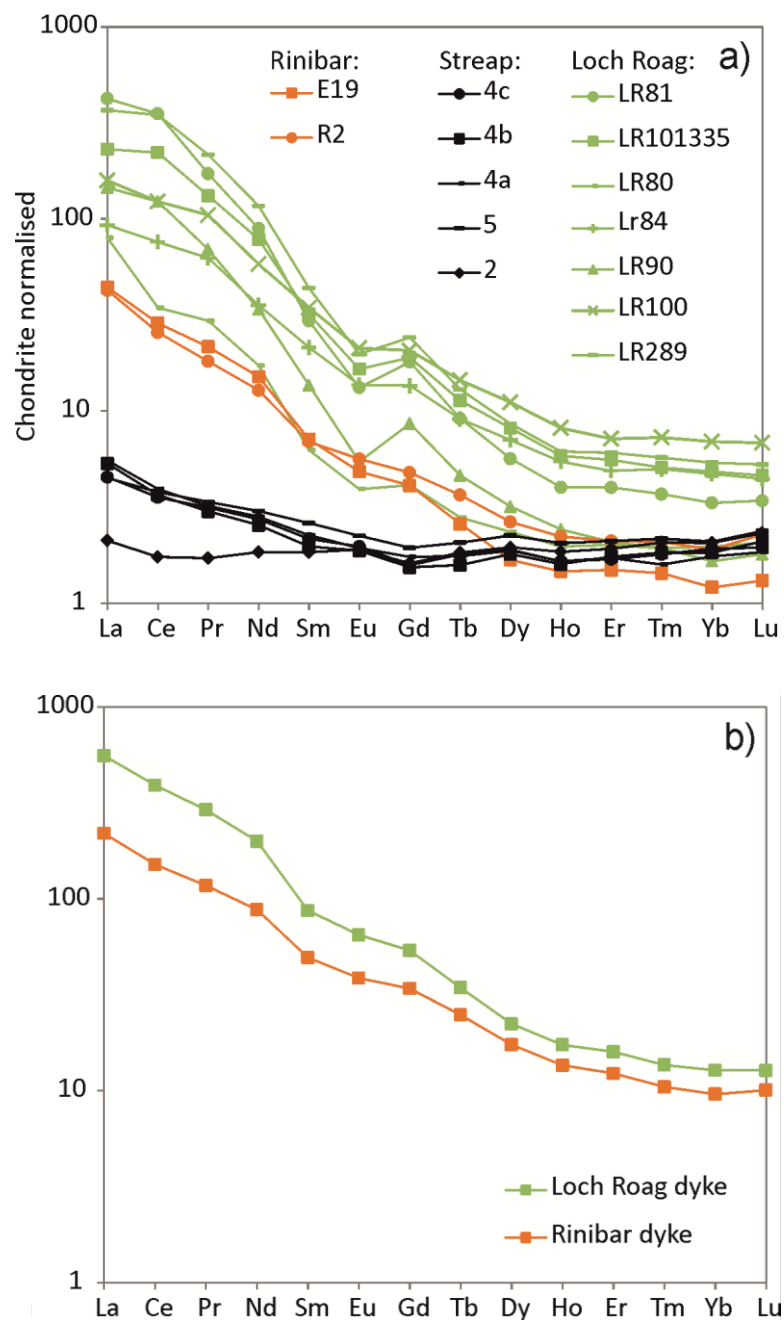 1000
100
10
1
Chondrite normalised
a)
Rinibar:
E19
R2
Streap:
4c
4b
4a
5
2
Loch Roag:
LR81
LR101335
LR80
Lr84
LR90
LR100
LR289
La Ce Pr Nd Sm Eu Gd Tb Dy Ho Er Tm Yb Lu
1000
100
10
1
b)
Loch Roag dyke
Rinibar dyke
La Ce Pr Nd Sm Eu Gd Tb Dy Ho Er Tm Yb Lu